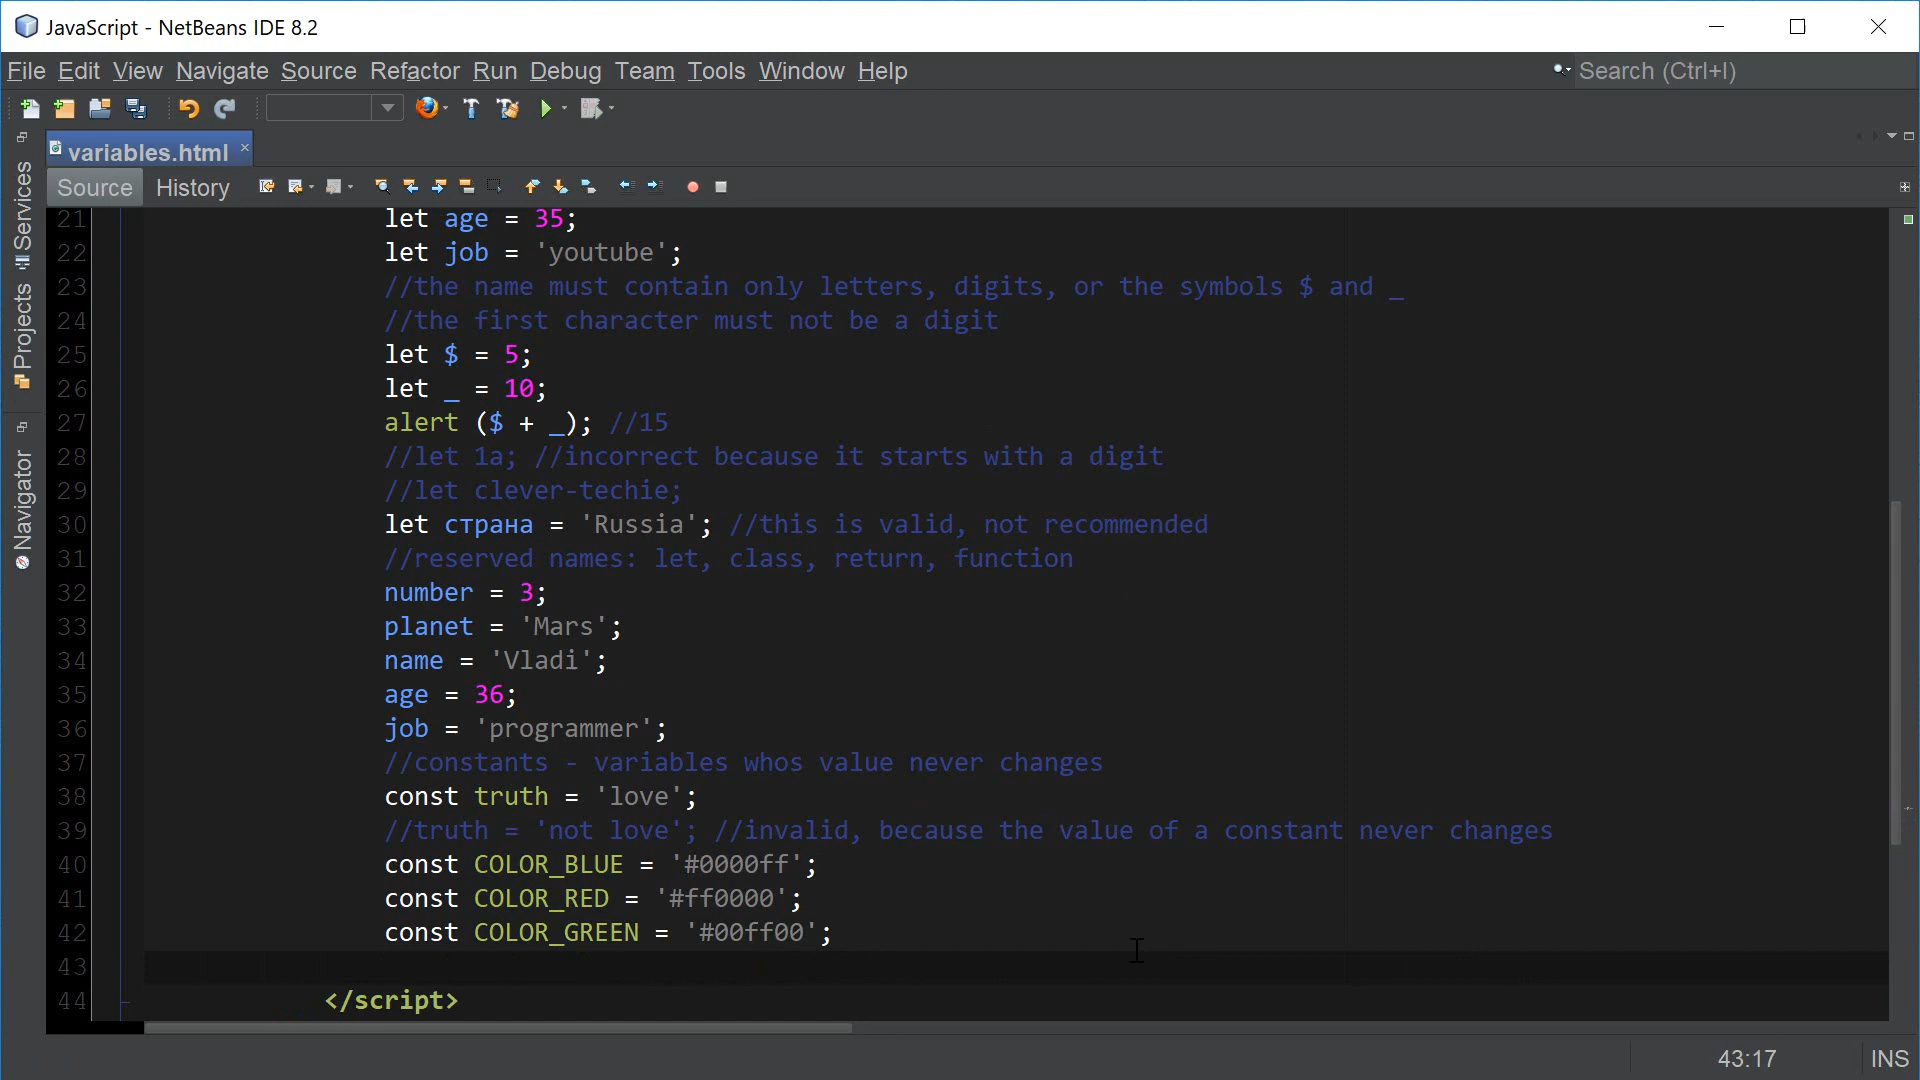 JavaScript - NetBeans IDE 8.2
File Edit View Navigate Source Refactor Run Debug Team Tools Window Help
Search (Ctrl+I)
variables.html
Source History
Services
Projects
Navigator
21 let age = 35;
22 let job = 'youtube';
23 //the name must contain only letters, digits, or the symbols $ and _
24 //the first character must not be a digit
25 let $ = 5;
26 let _ = 10;
27 alert ($ + _); //15
28 //let 1a; //incorrect because it starts with a digit
29 //let clever-techie;
30 let страна = 'Russia'; //this is valid, not recommended
31 //reserved names: let, class, return, function
32 number = 3;
33 planet = 'Mars';
34 name = 'Vladi';
35 age = 36;
36 job = 'programmer';
37 //constants - variables whos value never changes
38 const truth = 'love';
39 //truth = 'not love'; //invalid, because the value of a constant never changes
40 const COLOR_BLUE = '#0000ff';
41 const COLOR_RED = '#ff0000';
42 const COLOR_GREEN = '#00ff00';
43
44 </script>
43:17
INS